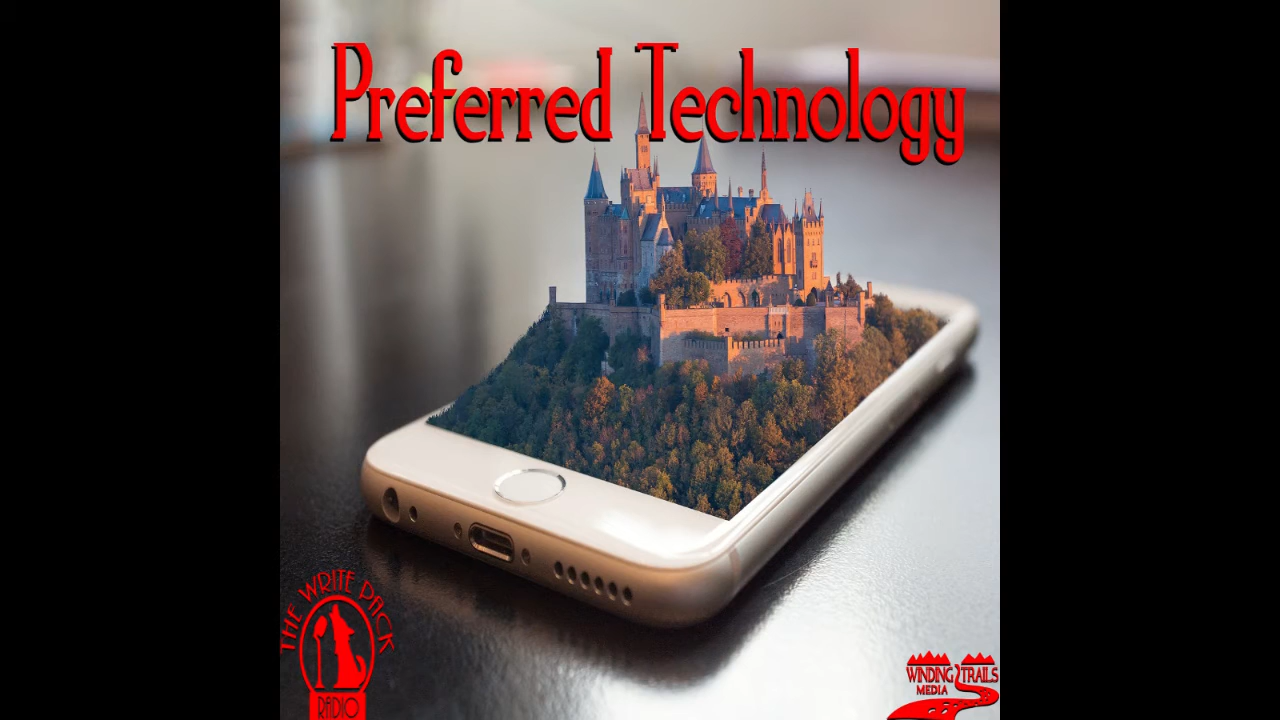 Preferred Technology
THE WRITE PACK
RADIO
WINDING TRAILS
MEDIA